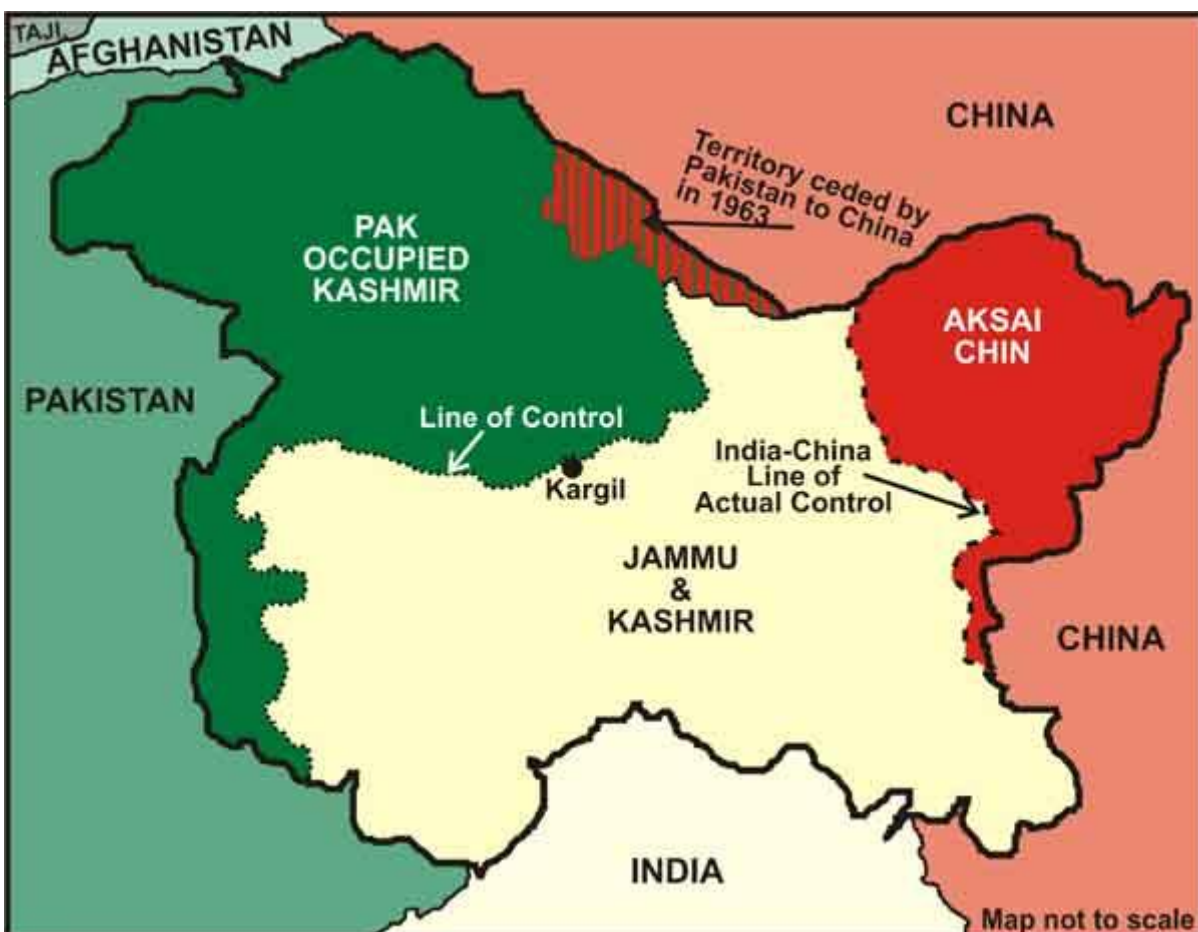 TAJI
AFGHANISTAN
CHINA
Territory ceded by
Pakistan to China
in 1963
PAK
OCCUPIED
KASHMIR
AKSAI
CHIN
PAKISTAN
Line of Control
India-China
Line of
Actual Control
Kargil
JAMMU
&
KASHMIR
CHINA
INDIA
Map not to scale